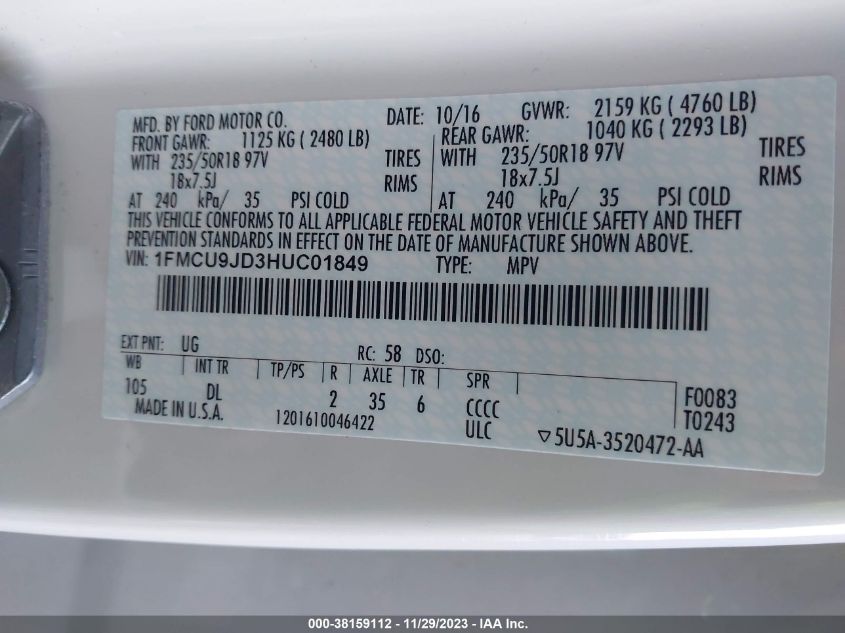 MFD. BY FORD MOTOR CO. DATE: 10/16 GVWR: 2159 KG ( 4760 LB)
FRONT GAWR: 1125 KG ( 2480 LB) REAR GAWR: 1040 KG ( 2293 LB)
WITH 235/50R18 97V TIRES WITH 235/50R18 97V TIRES
18x7.5J RIMS 18x7.5J RIMS
AT 240 kPa/ 35 PSI COLD AT 240 kPa/ 35 PSI COLD
THIS VEHICLE CONFORMS TO ALL APPLICABLE FEDERAL MOTOR VEHICLE SAFETY AND THEFT
PREVENTION STANDARDS IN EFFECT ON THE DATE OF MANUFACTURE SHOWN ABOVE.
VIN: 1FMCU9JD3HUC01849 TYPE: MPV
EXT PNT: UG RC: 58 DSO:
WB INT TR TP/PS R AXLE TR SPR
105 DL 2 35 6 CCCC F0083
MADE IN U.S.A. 1201610046422 ULC T0243
5U5A-3520472-AA
000-38159112 - 11/29/2023 - IAA Inc.